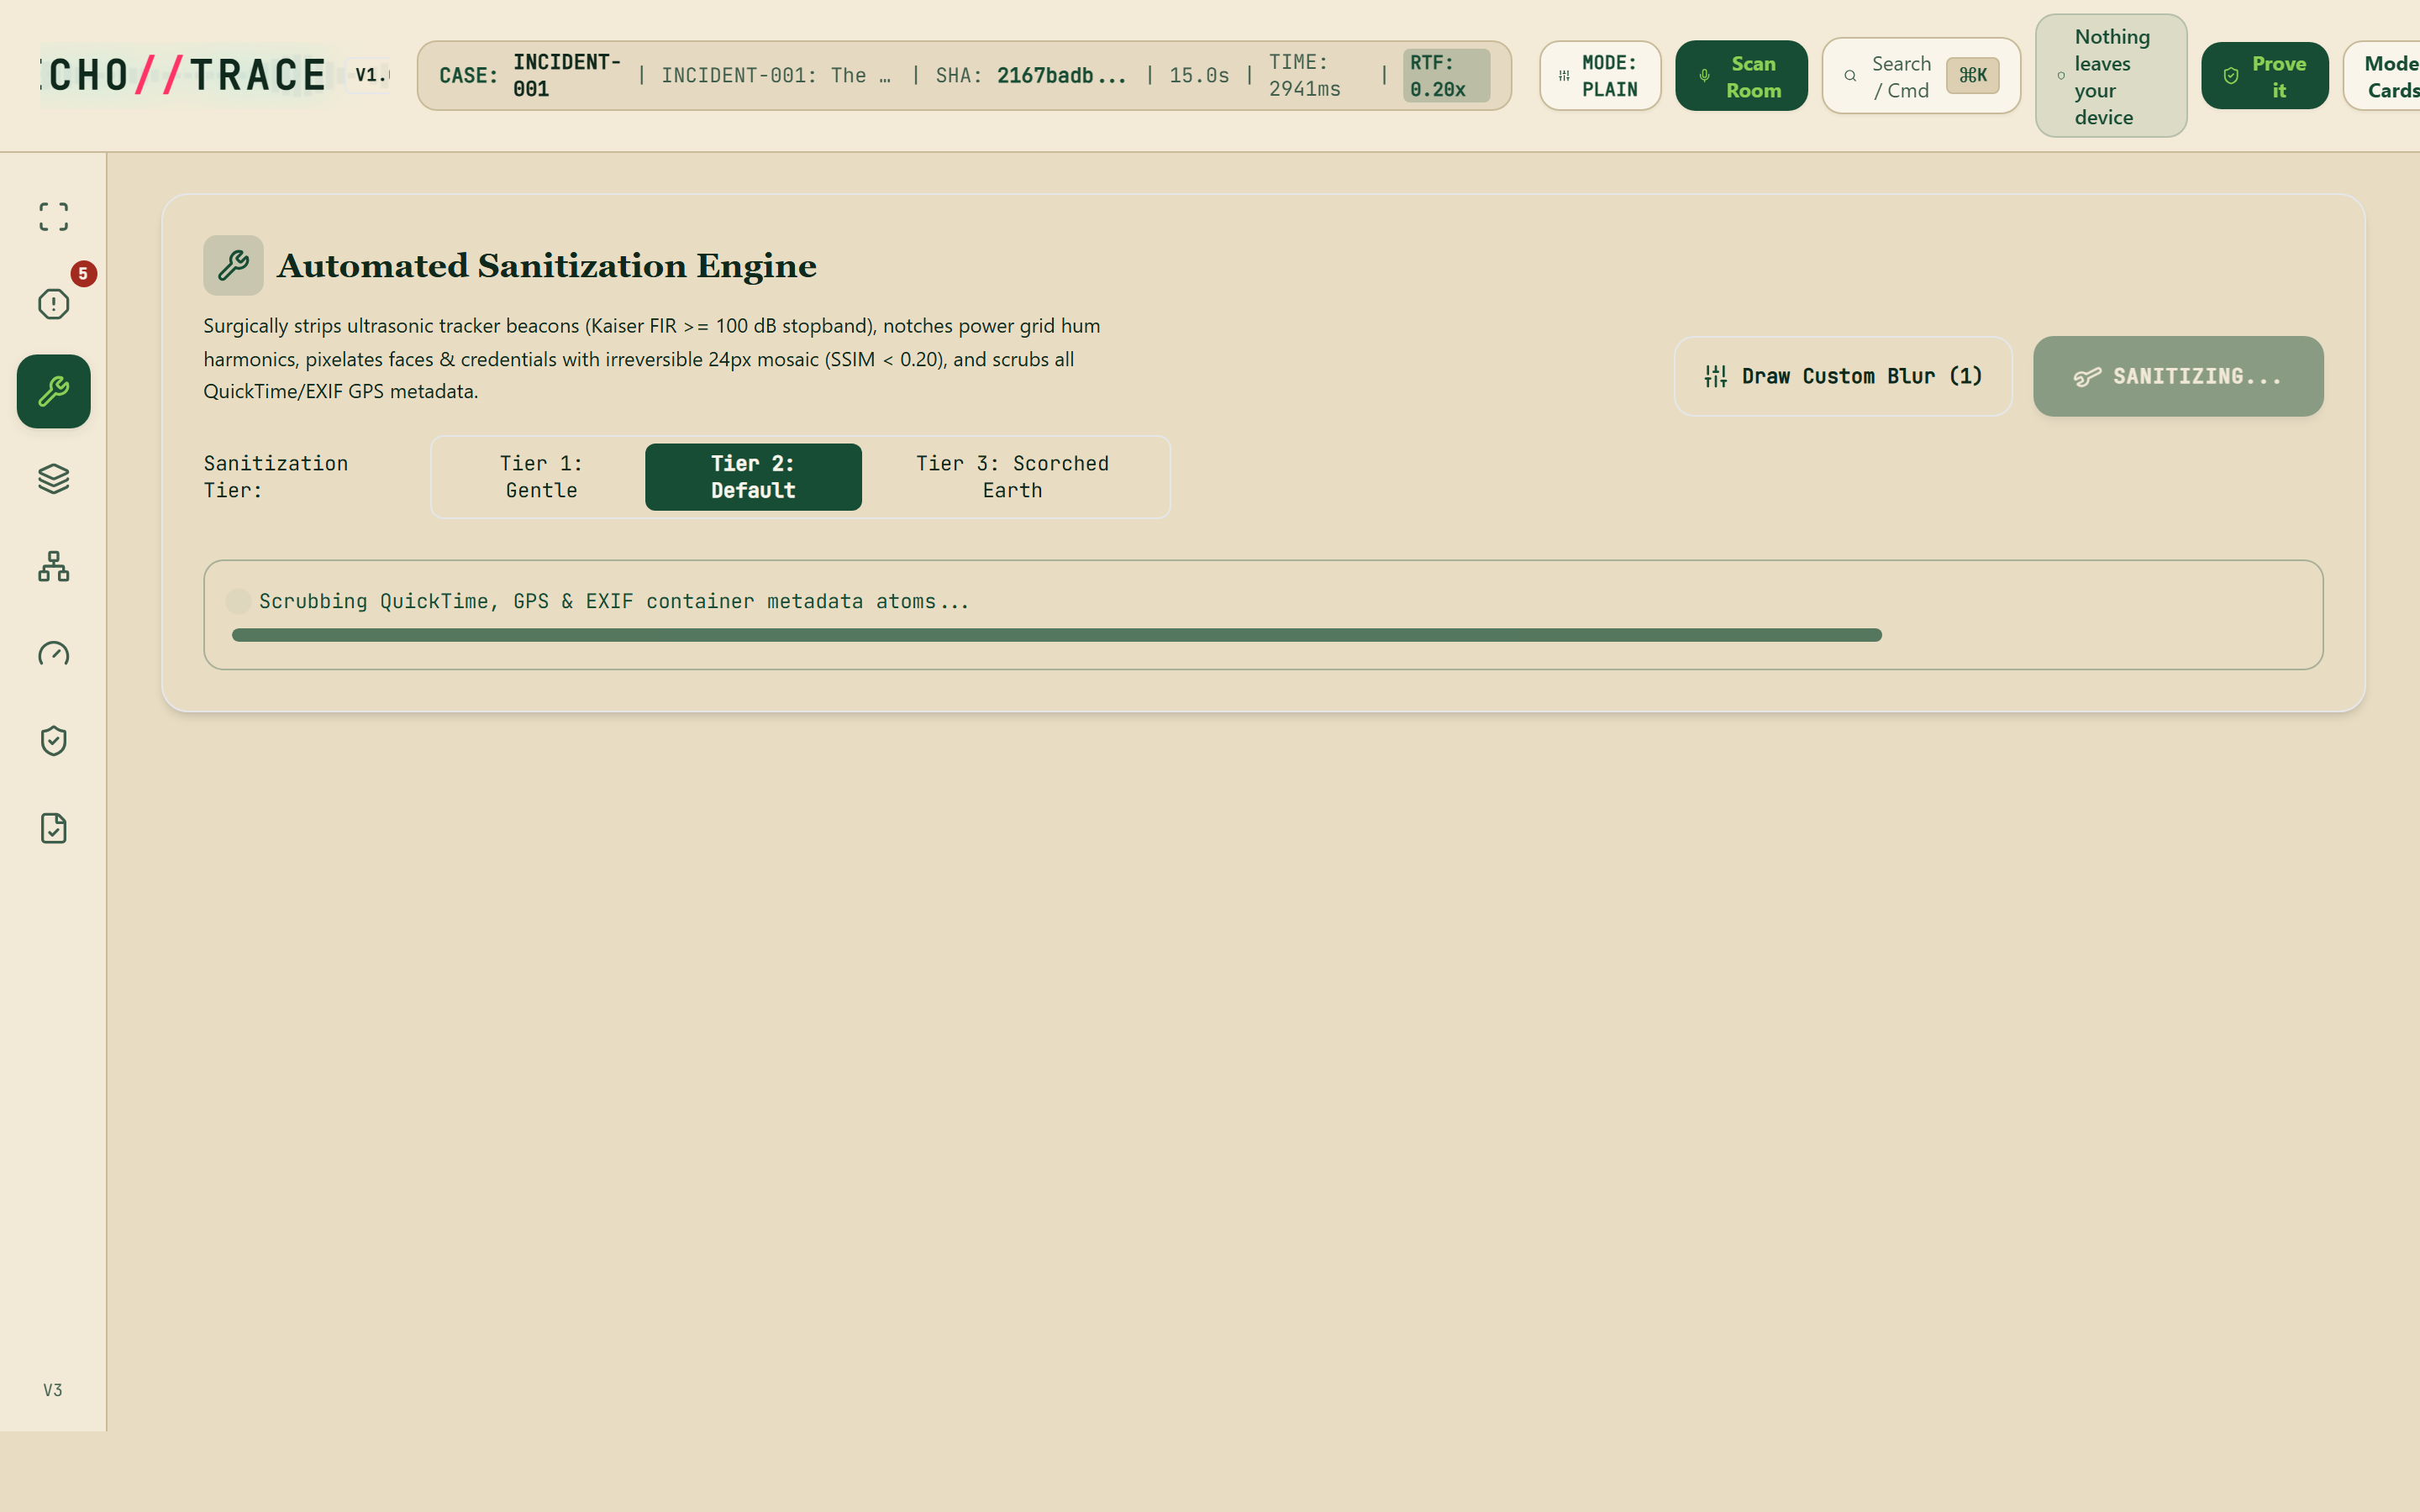 CHO//TRACE
V1.
CASE: INCIDENT-001 | INCIDENT-001: The … | SHA: 2167badb... | 15.0s | TIME: 2941ms | RTF: 0.20x
MODE: PLAIN
Scan Room
Search / Cmd ⌘K
Nothing leaves your device
Prove it
Mode
Cards
5
Automated Sanitization Engine
Surgically strips ultrasonic tracker beacons (Kaiser FIR >= 100 dB stopband), notches power grid hum
harmonics, pixelates faces & credentials with irreversible 24px mosaic (SSIM < 0.20), and scrubs all
QuickTime/EXIF GPS metadata.
Draw Custom Blur (1)
SANITIZING...
Sanitization Tier:
Tier 1: Gentle
Tier 2: Default
Tier 3: Scorched Earth
Scrubbing QuickTime, GPS & EXIF container metadata atoms...
V3